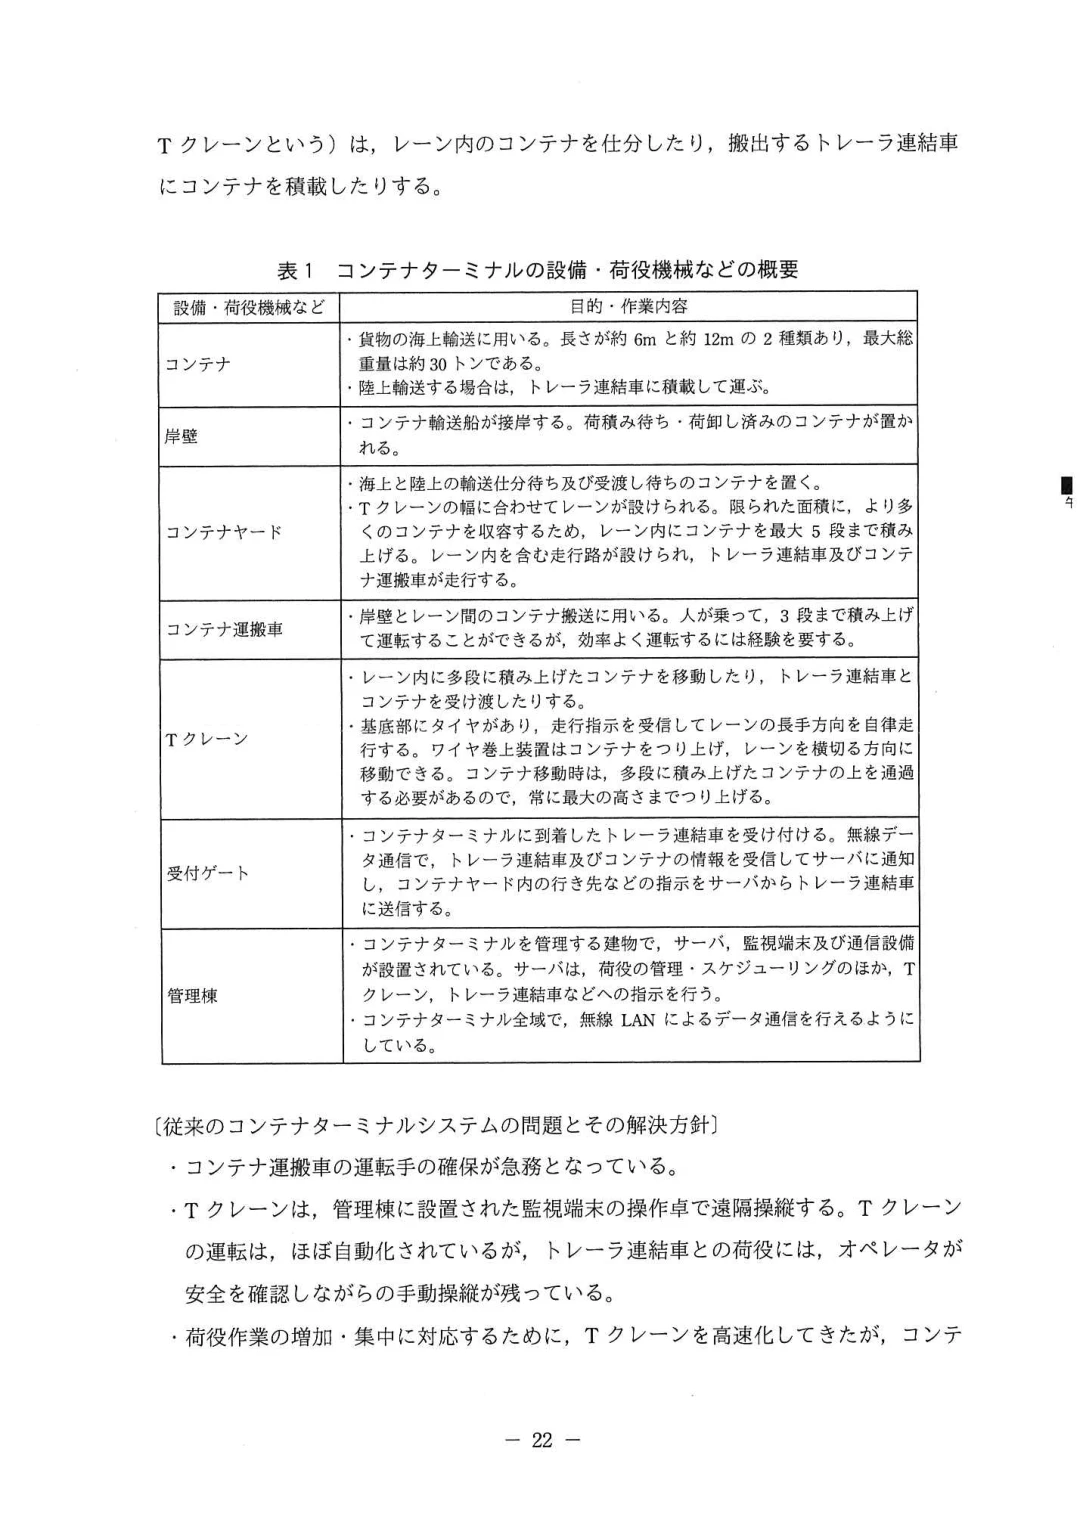 T クレーンという）は，レーン内のコンテナを仕分したり，搬出するトレーラ連結車
にコンテナを積載したりする。
表1　コンテナターミナルの設備・荷役機械などの概要
設備・荷役機械など
目的・作業内容
コンテナ
・貨物の海上輸送に用いる。長さが約 6m と約 12m の 2 種類あり，最大総
重量は約 30 トンである。
・陸上輸送する場合は，トレーラ連結車に積載して運ぶ。
岸壁
・コンテナ輸送船が接岸する。荷積み待ち・荷卸し済みのコンテナが置か
れる。
コンテナヤード
・海上と陸上の輸送仕分待ち及び受渡し待ちのコンテナを置く。
・T クレーンの幅に合わせてレーンが設けられる。限られた面積に，より多
くのコンテナを収容するため，レーン内にコンテナを最大 5 段まで積み
上げる。レーン内を含む走行路が設けられ，トレーラ連結車及びコンテ
ナ運搬車が走行する。
コンテナ運搬車
・岸壁とレーン間のコンテナ搬送に用いる。人が乗って，3 段まで積み上げ
て運転することができるが，効率よく運転するには経験を要する。
T クレーン
・レーン内に多段に積み上げたコンテナを移動したり，トレーラ連結車と
コンテナを受け渡したりする。
・基底部にタイヤがあり，走行指示を受信してレーンの長手方向を自律走
行する。ワイヤ巻上装置はコンテナをつり上げ，レーンを横切る方向に
移動できる。コンテナ移動時は，多段に積み上げたコンテナの上を通過
する必要があるので，常に最大の高さまでつり上げる。
受付ゲート
・コンテナターミナルに到着したトレーラ連結車を受け付ける。無線デー
タ通信で，トレーラ連結車及びコンテナの情報を受信してサーバに通知
し，コンテナヤード内の行き先などの指示をサーバからトレーラ連結車
に送信する。
管理棟
・コンテナターミナルを管理する建物で，サーバ，監視端末及び通信設備
が設置されている。サーバは，荷役の管理・スケジューリングのほか，T
クレーン，トレーラ連結車などへの指示を行う。
・コンテナターミナル全域で，無線 LAN によるデータ通信を行えるように
している。
〔従来のコンテナターミナルシステムの問題とその解決方針〕
・コンテナ運搬車の運転手の確保が急務となっている。
・T クレーンは，管理棟に設置された監視端末の操作卓で遠隔操縦する。T クレーン
の運転は，ほぼ自動化されているが，トレーラ連結車との荷役には，オペレータが
安全を確認しながらの手動操縦が残っている。
・荷役作業の増加・集中に対応するために，T クレーンを高速化してきたが，コンテ
－ 22 －